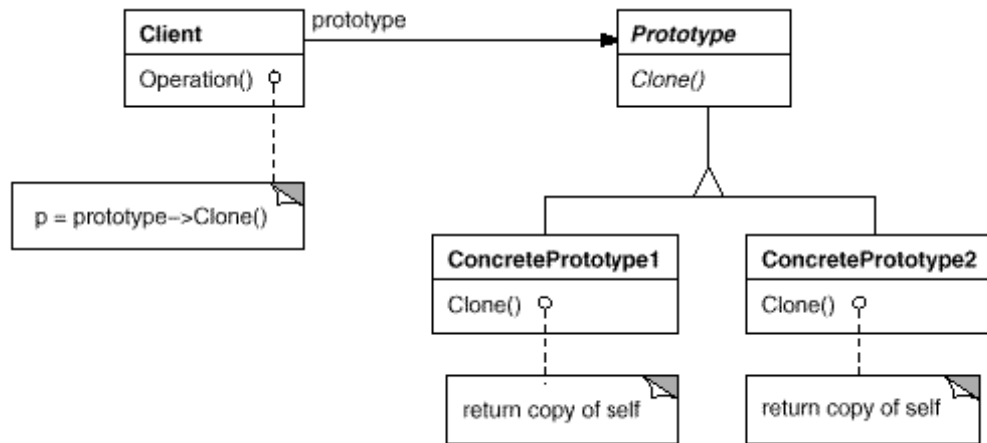 Client
prototype
Prototype
Operation()
Clone()
p = prototype->Clone()
ConcretePrototype1
ConcretePrototype2
Clone()
Clone()
return copy of self
return copy of self